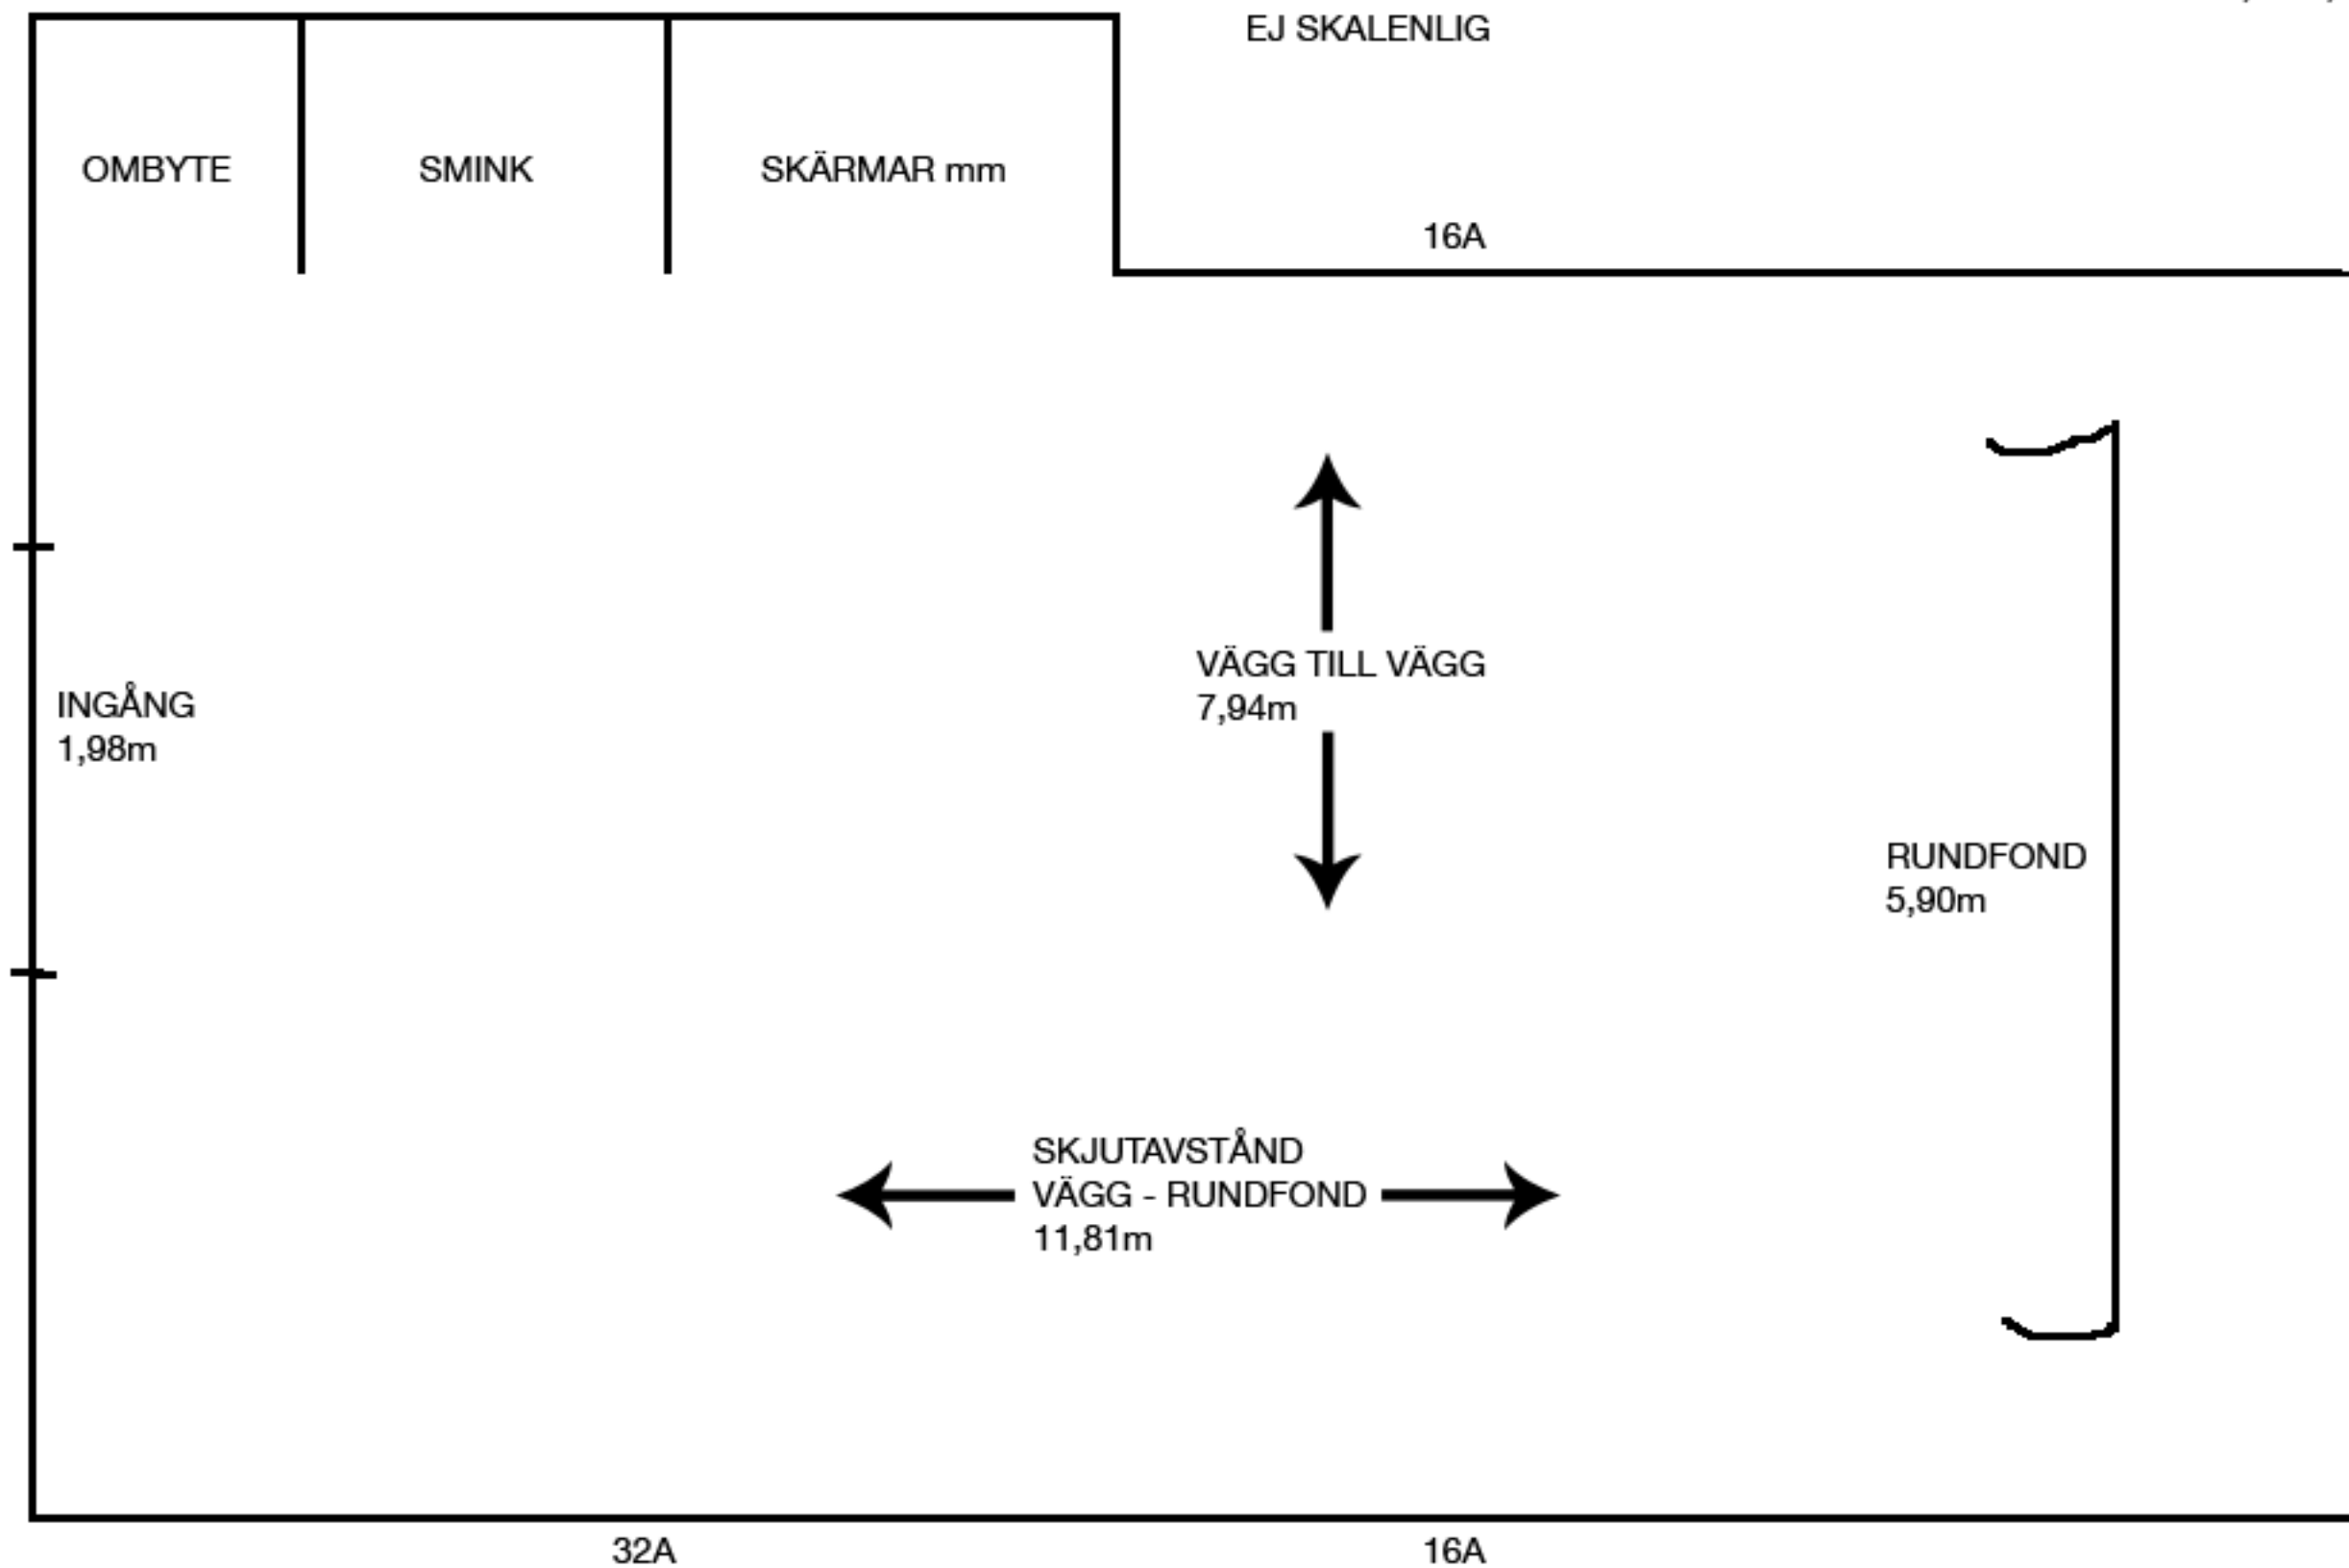 EJ SKALENLIG
OMBYTE
SMINK
SKÄRMAR mm
16A
VÄGG TILL VÄGG
7,94m
INGÅNG
1,98m
RUNDFOND
5,90m
SKJUTAVSTÅND
VÄGG - RUNDFOND
11,81m
32A
16A